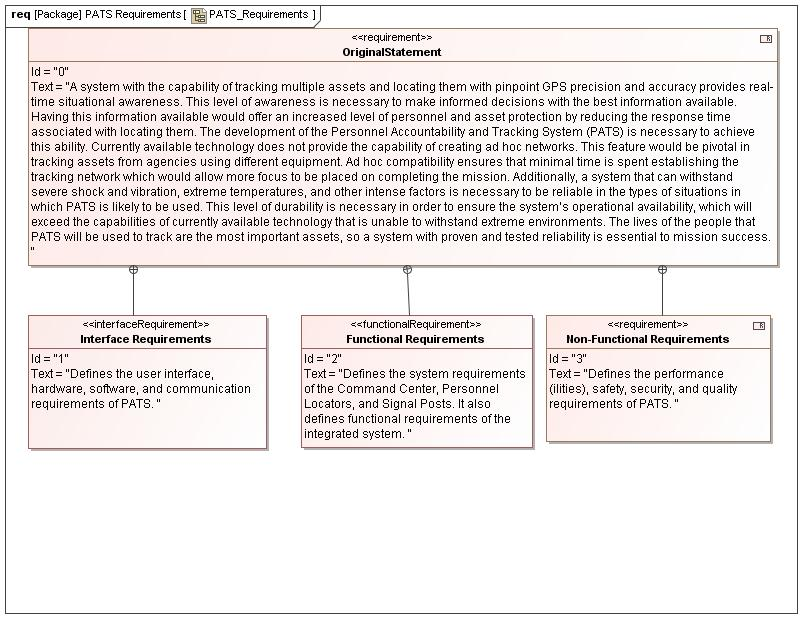 req [Package] PATS Requirements [ PATS_Requirements ]
<<requirement>>
OriginalStatement
Id = "0"
Text = "A system with the capability of tracking multiple assets and locating them with pinpoint GPS precision and accuracy provides real-
time situational awareness. This level of awareness is necessary to make informed decisions with the best information available.
Having this information available would offer an increased level of personnel and asset protection by reducing the response time
associated with locating them. The development of the Personnel Accountability and Tracking System (PATS) is necessary to achieve
this ability. Currently available technology does not provide the capability of creating ad hoc networks. This feature would be pivotal in
tracking assets from agencies using different equipment. Ad hoc compatibility ensures that minimal time is spent establishing the
tracking network which would allow more focus to be placed on completing the mission. Additionally, a system that can withstand
severe shock and vibration, extreme temperatures, and other intense factors is necessary to be reliable in the types of situations in
which PATS is likely to be used. This level of durability is necessary in order to ensure the system's operational availability, which will
exceed the capabilities of currently available technology that is unable to withstand extreme environments. The lives of the people that
PATS will be used to track are the most important assets, so a system with proven and tested reliability is essential to mission success.
"
<<interfaceRequirement>>
Interface Requirements
Id = "1"
Text = "Defines the user interface,
hardware, software, and communication
requirements of PATS. "
<<functionalRequirement>>
Functional Requirements
Id = "2"
Text = "Defines the system requirements
of the Command Center, Personnel
Locators, and Signal Posts. It also
defines functional requirements of the
integrated system. "
<<requirement>>
Non-Functional Requirements
Id = "3"
Text = "Defines the performance
(ilities), safety, security, and quality
requirements of PATS. "